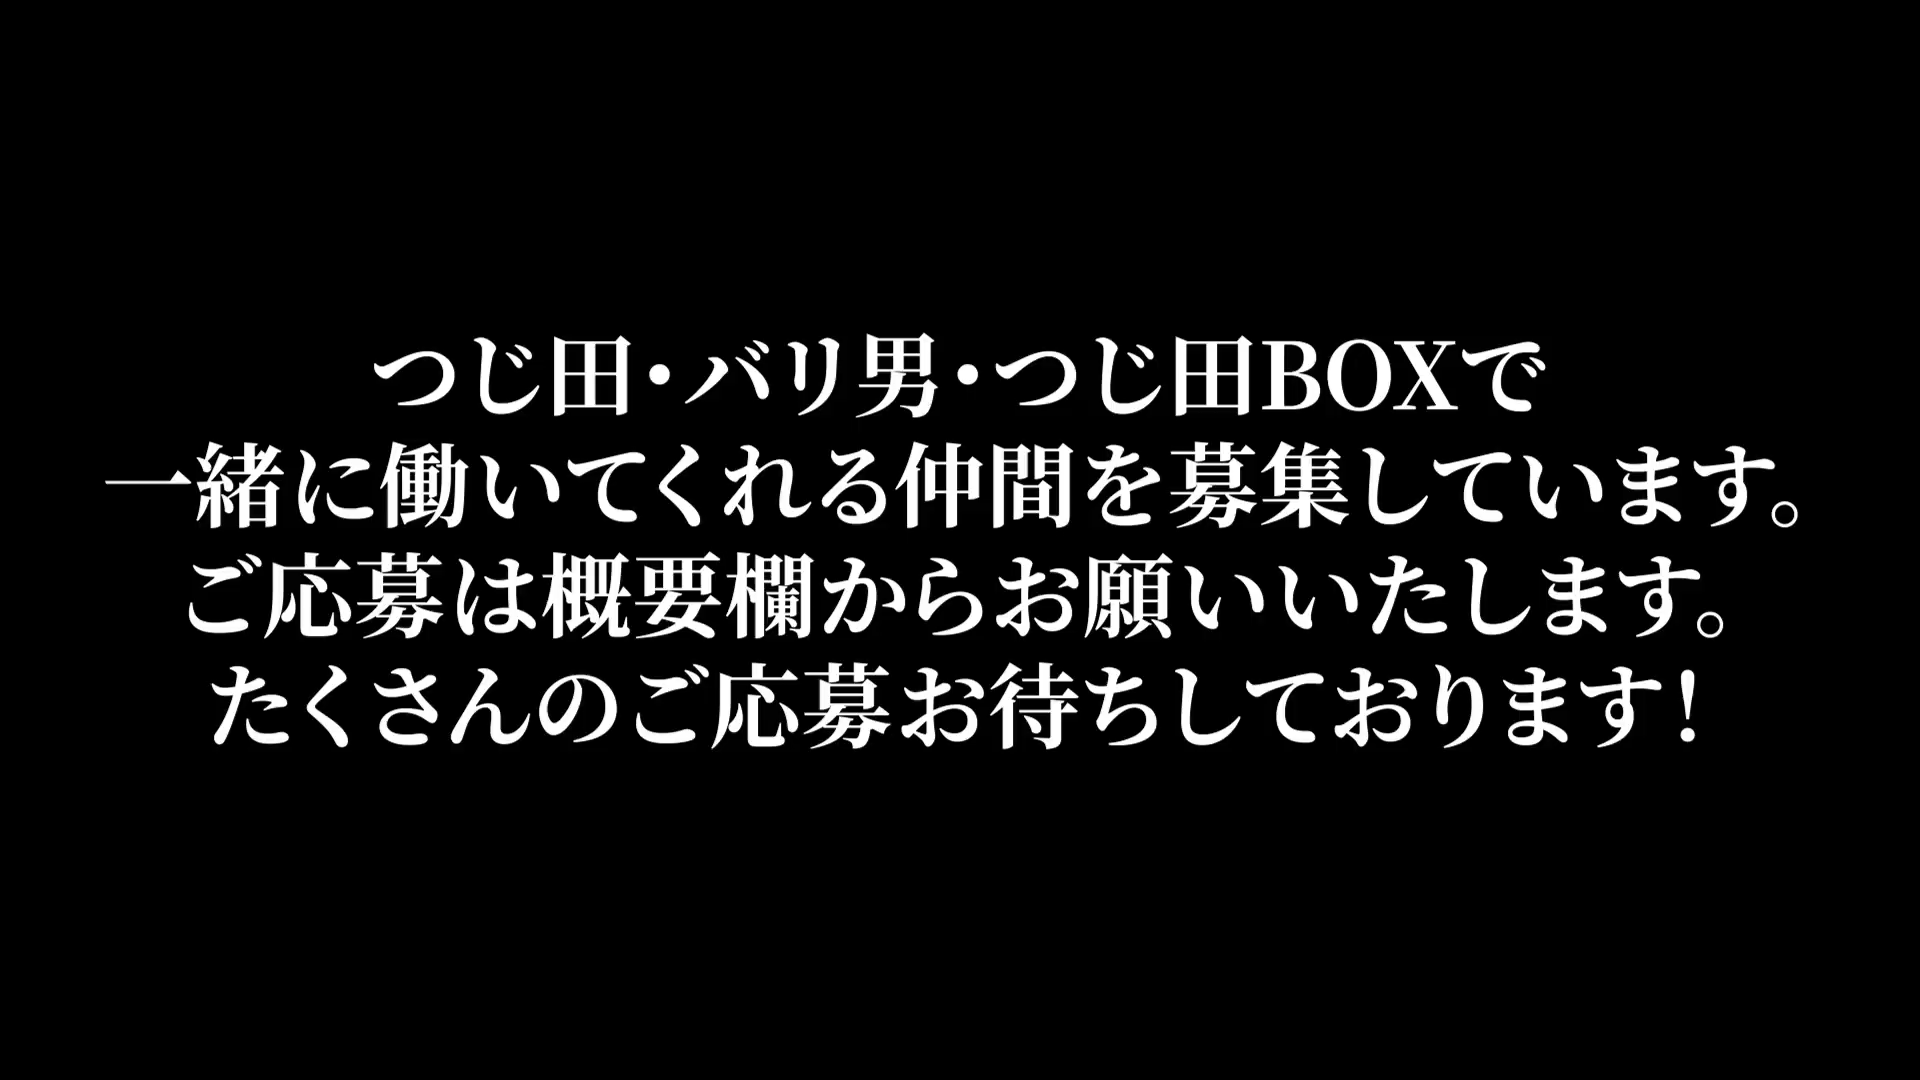 つじ田・バリ男・つじ田BOXで
一緒に働いてくれる仲間を募集しています。
ご応募は概要欄からお願いいたします。
たくさんのご応募お待ちしております！